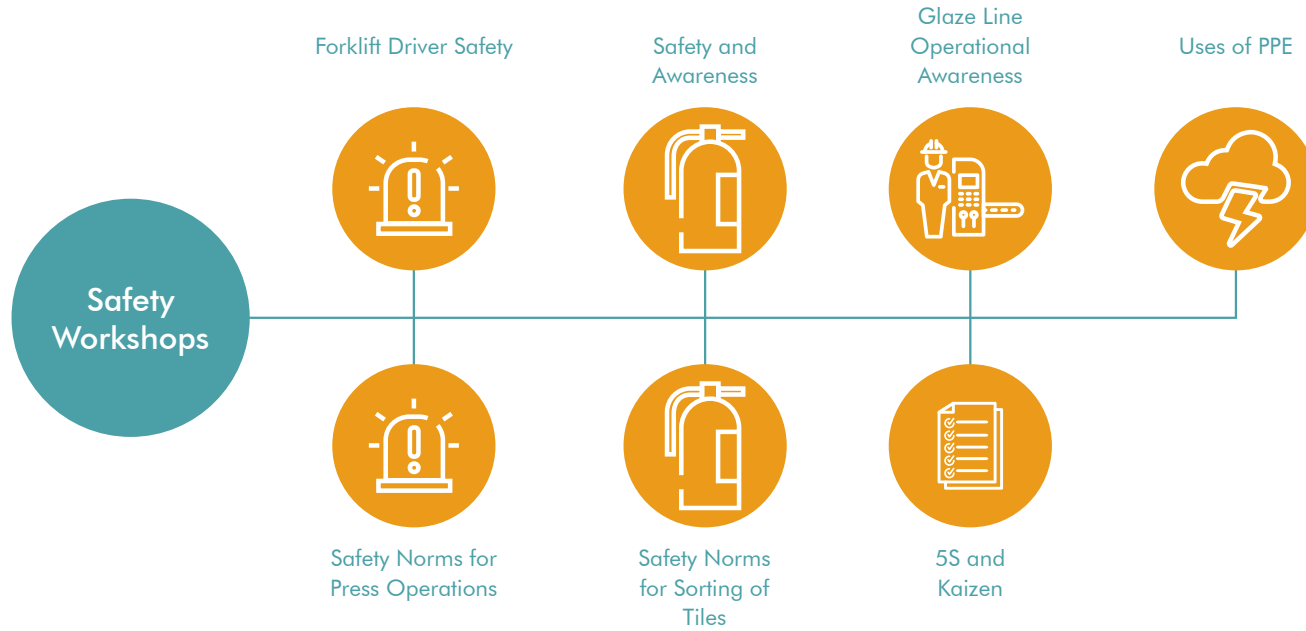 Forklift Driver Safety
Safety and
Awareness
Glaze Line
Operational
Awareness
Uses of PPE
Safety
Workshops
Safety Norms for
Press Operations
Safety Norms
for Sorting of
Tiles
5S and
Kaizen